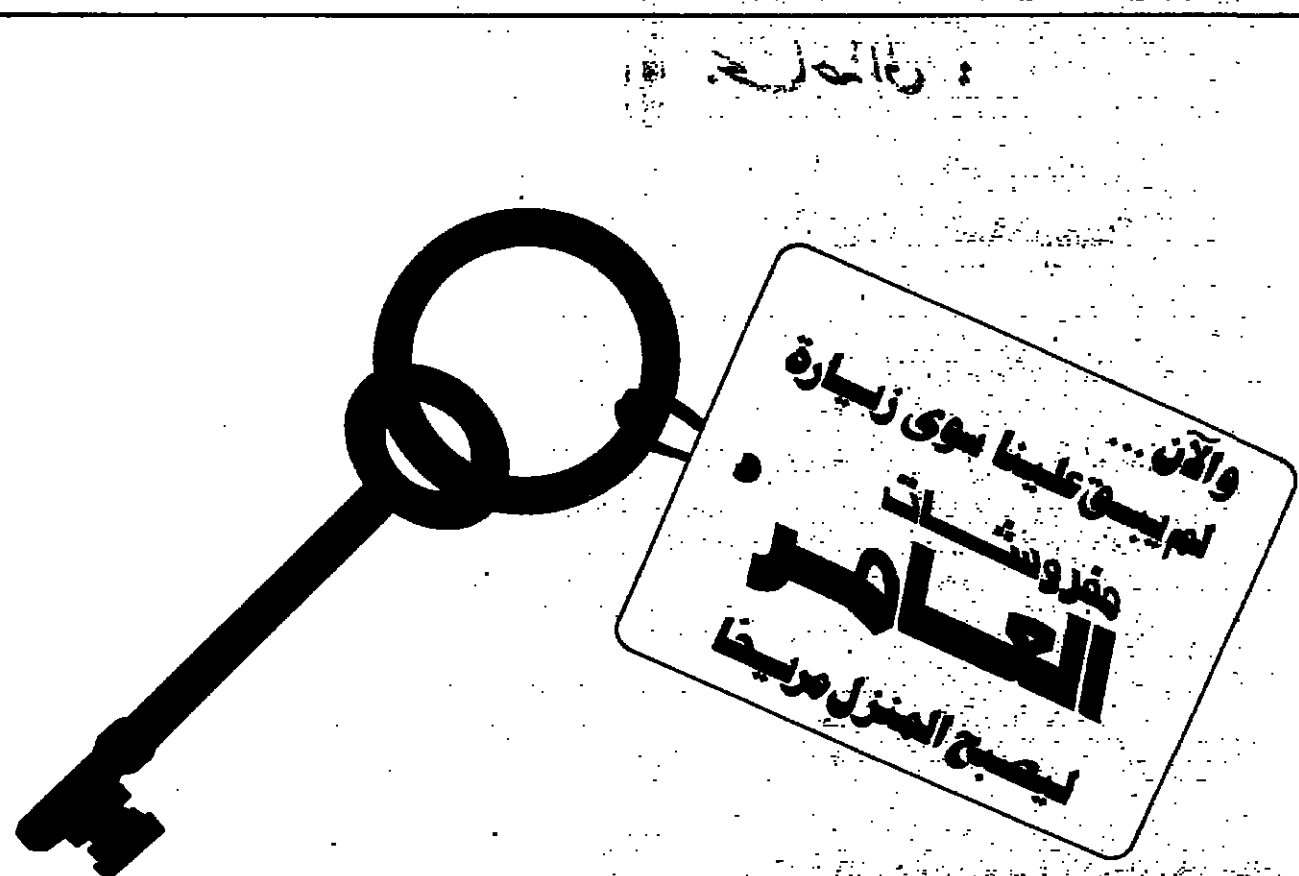 والآن ...
لم يبق علينا سوى زيارة
مفروشات
العامر
ليصبح المنزل مريحا